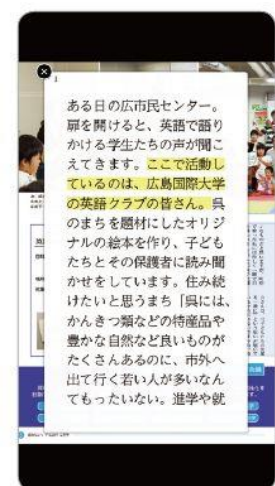 1
ある日の広市民センター。
扉を開けると、英語で語り
かける学生たちの声が聞こ
えてきます。ここで活動し
ているのは、広島国際大学
の英語クラブの皆さん。呉
のまちを題材にしたオリジ
ナルの絵本を作り、子ども
たちとその保護者に読み聞
かせをしています。住み続
けたいと思うまち「呉には、
かんきつ類などの特産品や
豊かな自然など良いものが
たくさんあるのに、市外へ
出て行く若い人が多いなん
てもったいない。進学や就